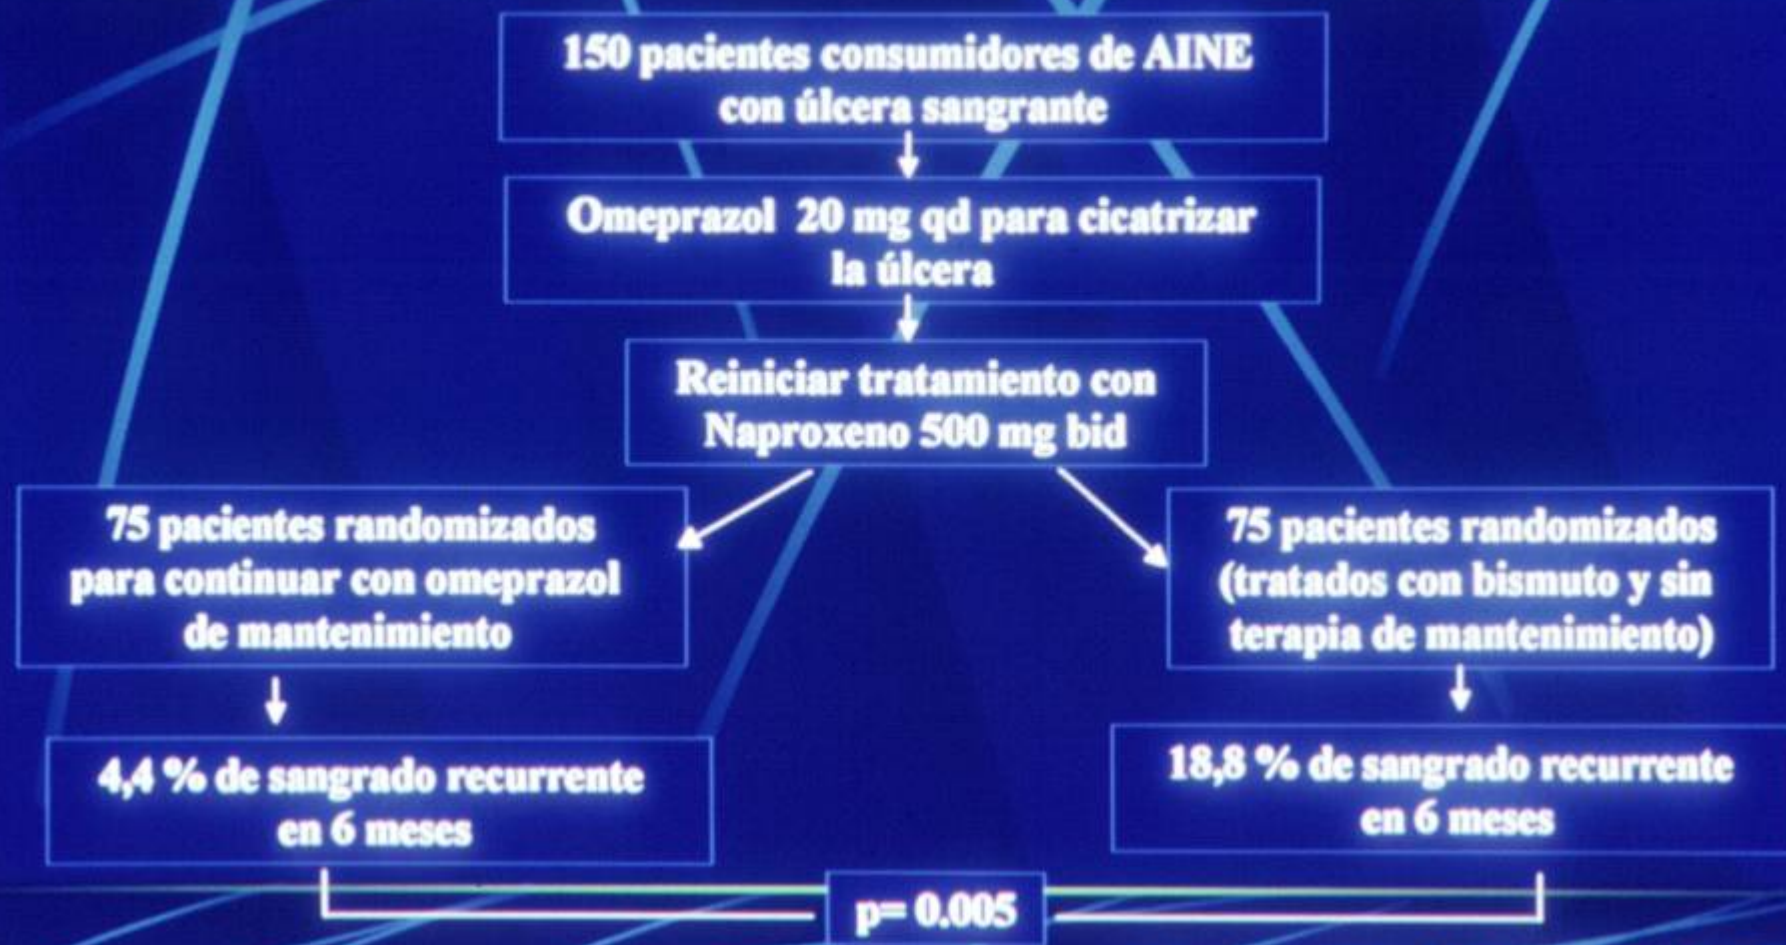 150 pacientes consumidores de AINE
con úlcera sangrante
Omeprazol 20 mg qd para cicatrizar
la úlcera
Reiniciar tratamiento con
Naproxeno 500 mg bid
75 pacientes randomizados
para continuar con omeprazol
de mantenimiento
75 pacientes randomizados
(tratados con bismuto y sin
terapia de mantenimiento)
4,4 % de sangrado recurrente
en 6 meses
18,8 % de sangrado recurrente
en 6 meses
p= 0.005